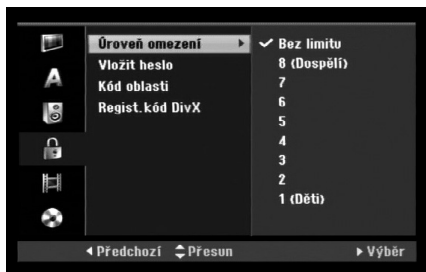 Úroveň omezení
Vložit heslo
Kód oblasti
Regist.kód DivX
Bez limitu
8 (Dospělí)
7
6
5
4
3
2
1 (Děti)
Předchozí Přesun Výběr